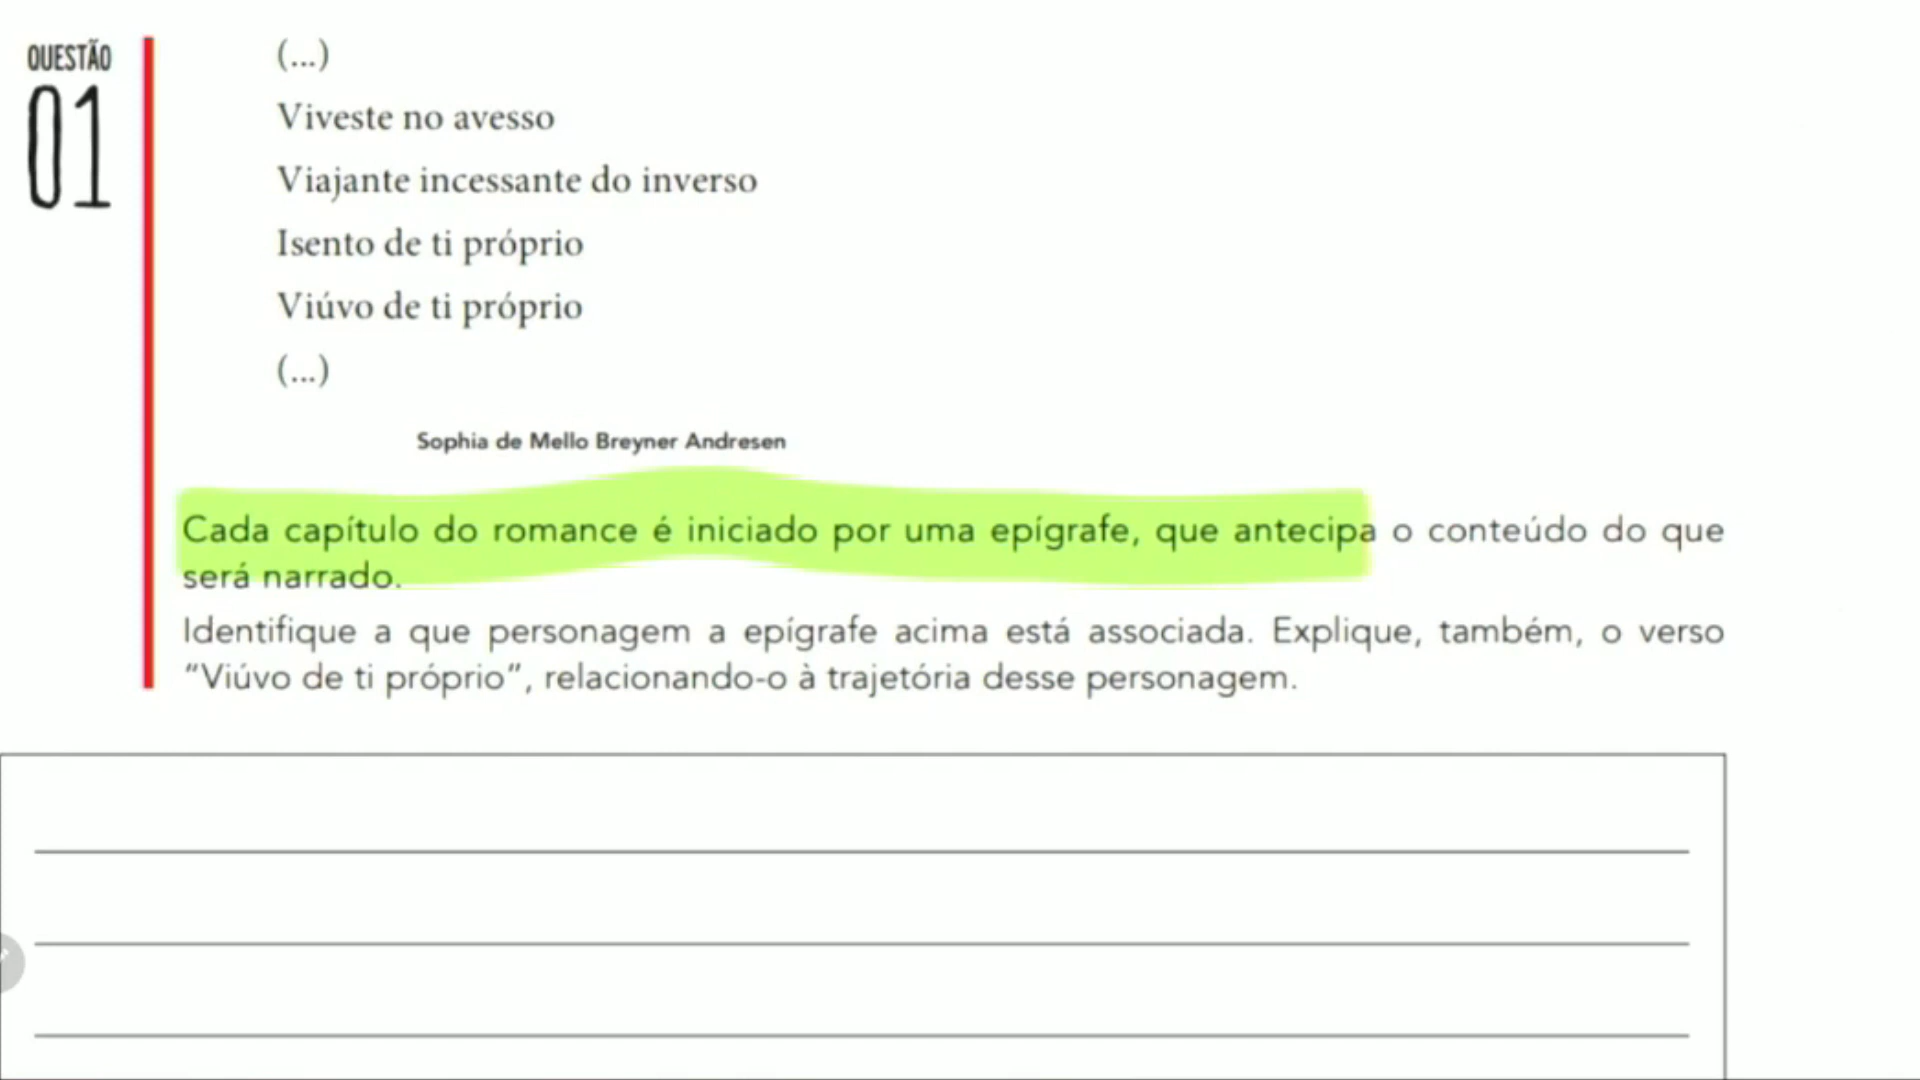 QUESTÃO
01
(...)
Viveste no avesso
Viajante incessante do inverso
Isento de ti próprio
Viúvo de ti próprio
(...)
Sophia de Mello Breyner Andresen
Cada capítulo do romance é iniciado por uma epígrafe, que antecipa o conteúdo do que
será narrado.
Identifique a que personagem a epígrafe acima está associada. Explique, também, o verso
“Viúvo de ti próprio”, relacionando-o à trajetória desse personagem.